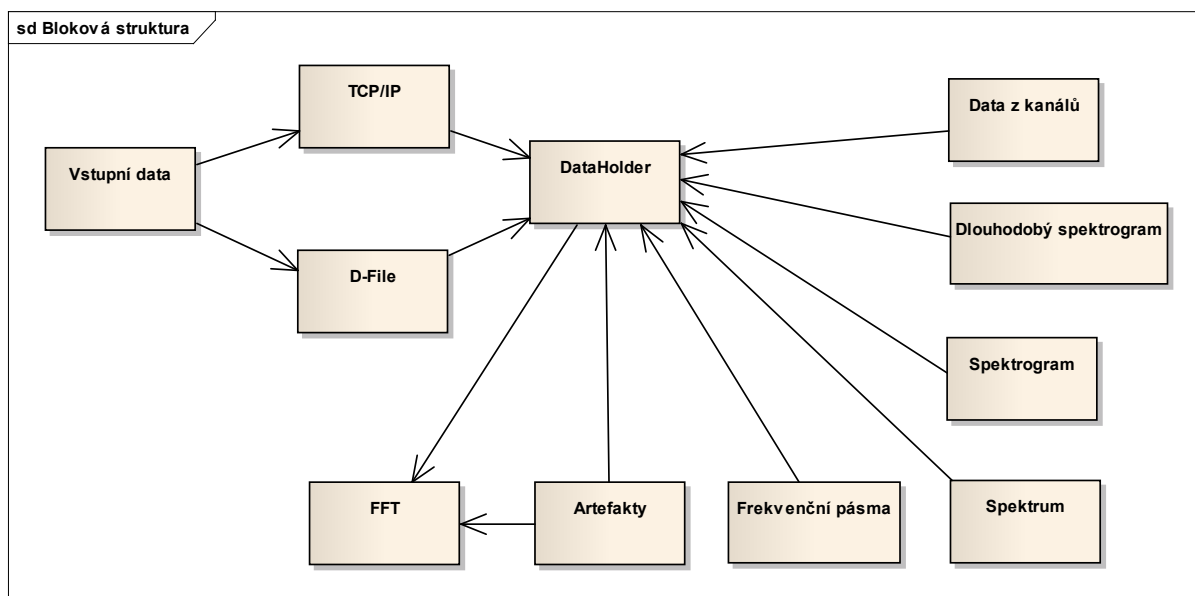 sd Bloková struktura
TCP/IP
Data z kanálů
Vstupní data
DataHolder
Dlouhodobý spektrogram
D-File
Spektrogram
FFT
Artefakty
Frekvenční pásma
Spektrum